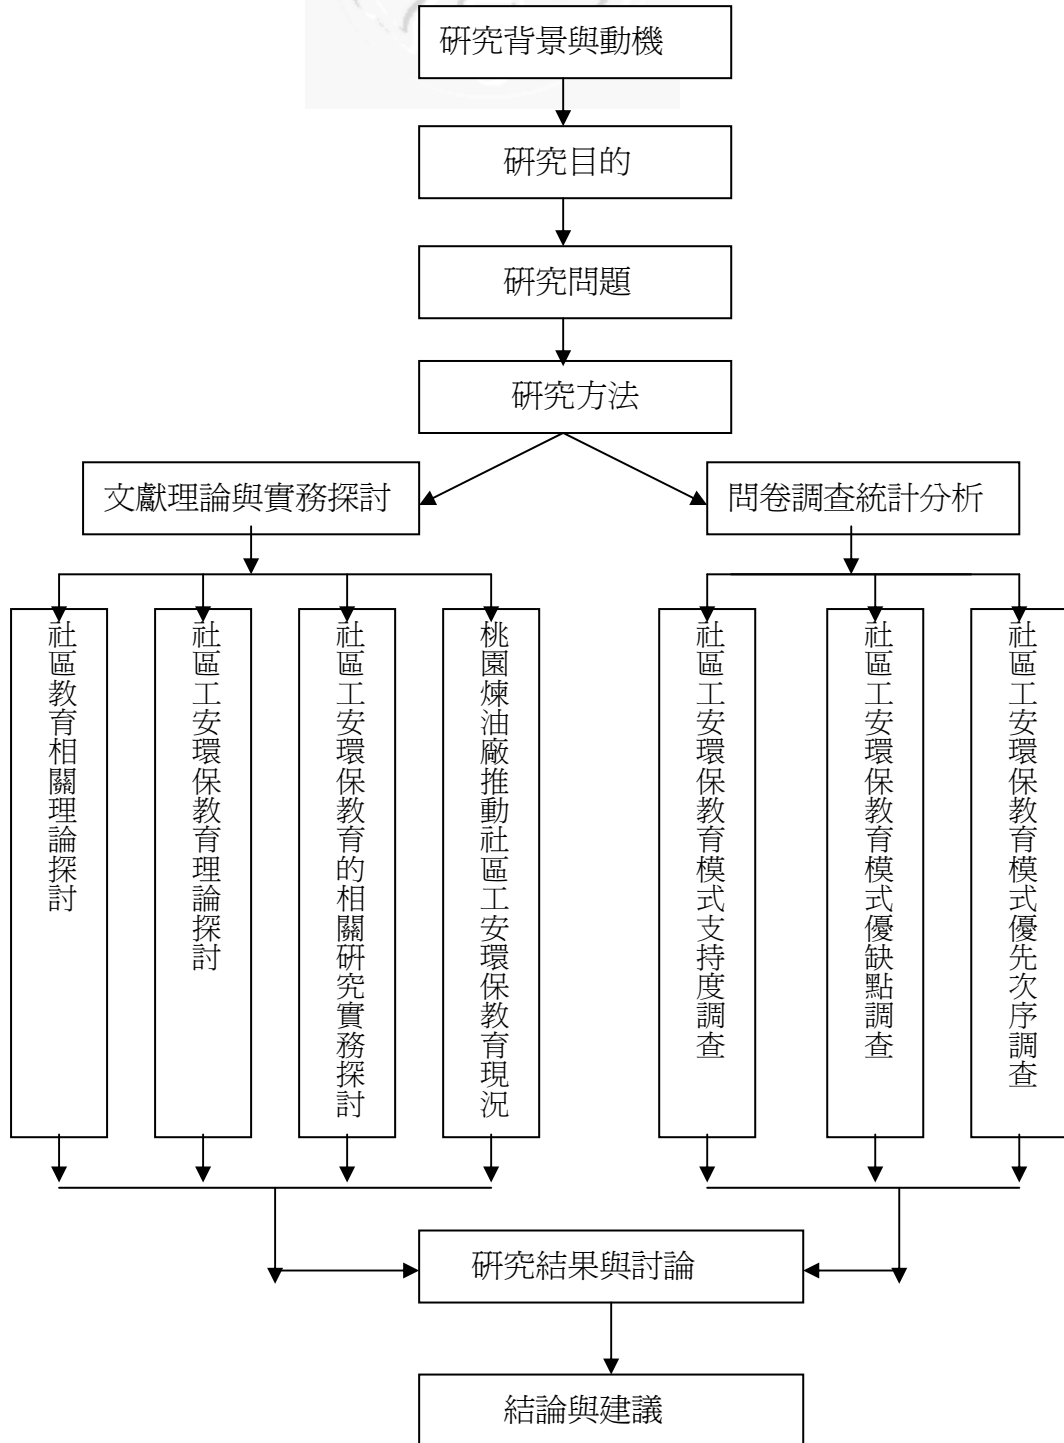 研究背景與動機
研究目的
研究問題
研究方法
文獻理論與實務探討
問卷調查統計分析
社區教育相關理論探討
社區工安環保教育理論探討
社區工安環保教育的相關研究實務探討
桃園煉油廠推動社區工安環保教育現況
社區工安環保教育模式支持度調查
社區工安環保教育模式優缺點調查
社區工安環保教育模式優先次序調查
研究結果與討論
結論與建議